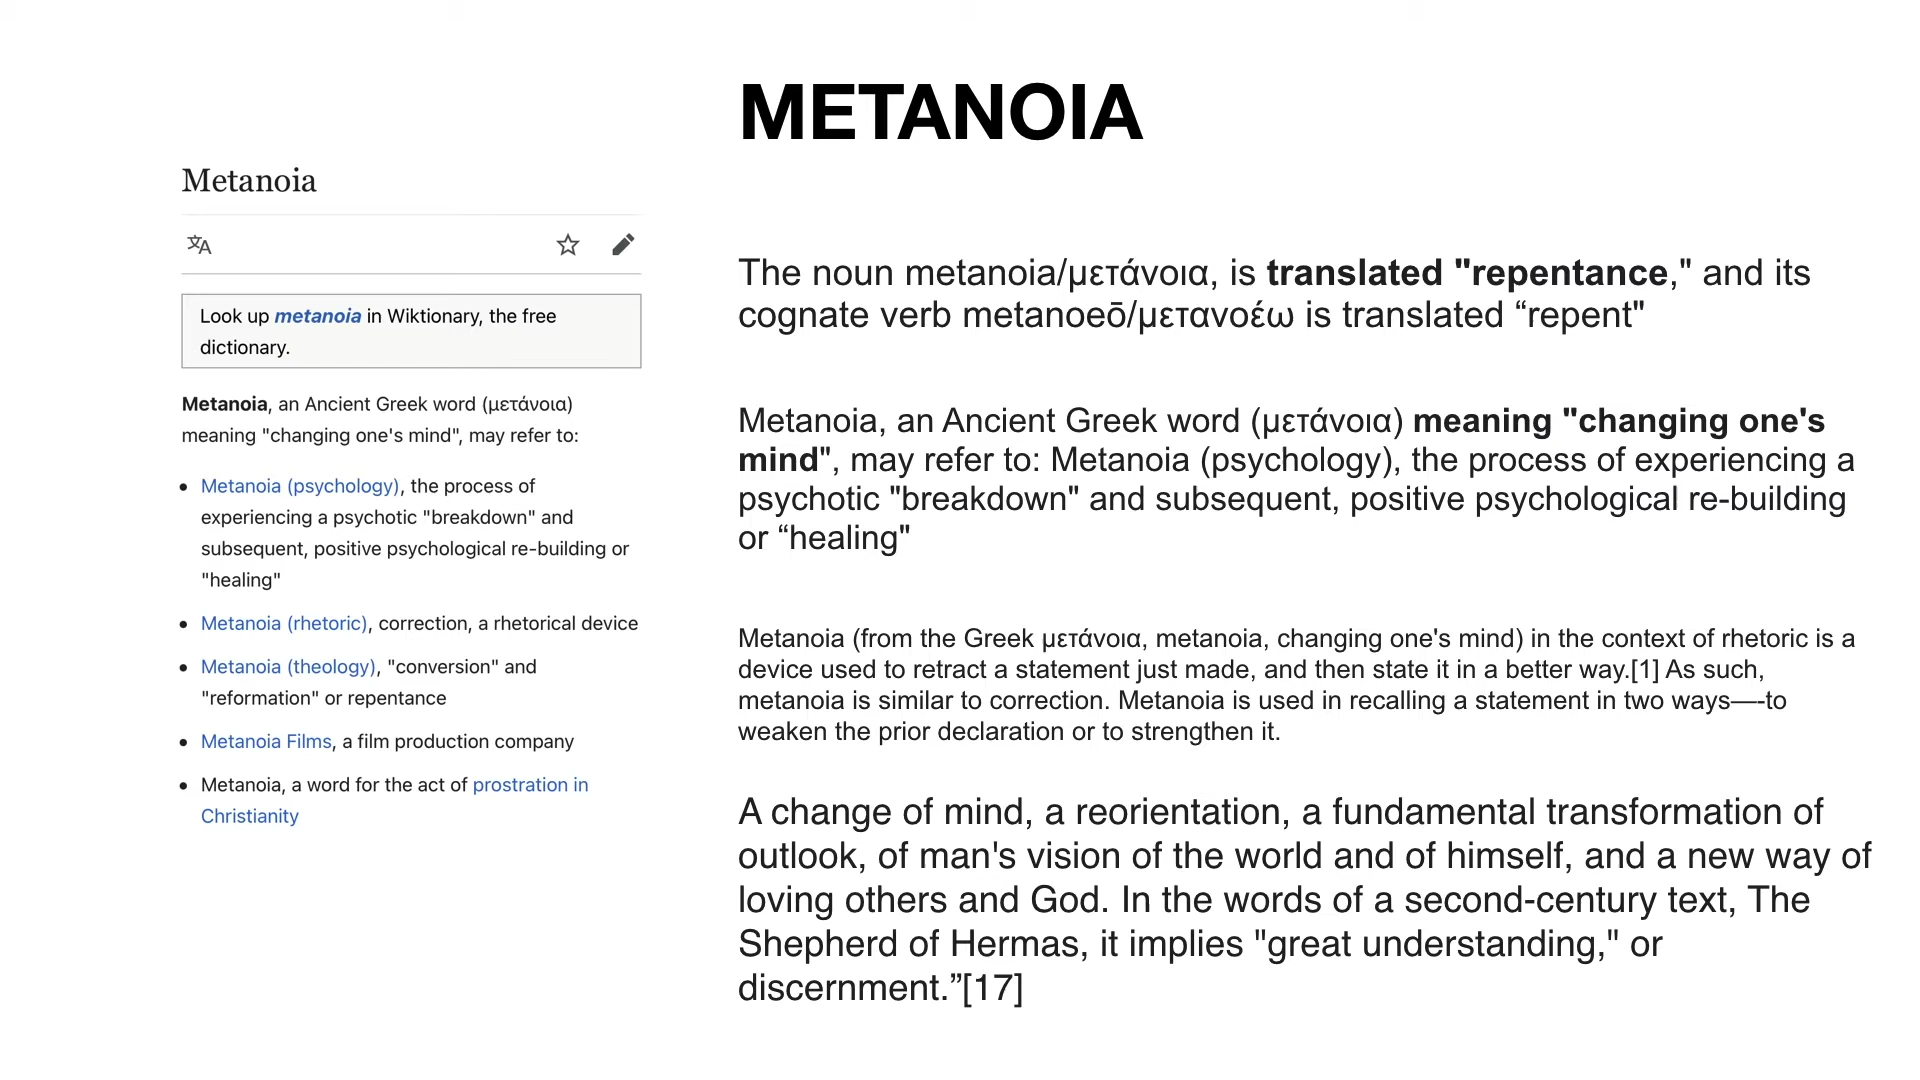 METANOIA
Metanoia
Look up metanoia in Wiktionary, the free
dictionary.
Metanoia, an Ancient Greek word (μετάνοια)
meaning "changing one's mind", may refer to:
• Metanoia (psychology), the process of
experiencing a psychotic "breakdown" and
subsequent, positive psychological re-building or
"healing"
• Metanoia (rhetoric), correction, a rhetorical device
• Metanoia (theology), "conversion" and
"reformation" or repentance
• Metanoia Films, a film production company
• Metanoia, a word for the act of prostration in
Christianity
The noun metanoia/μετάνοια, is translated "repentance," and its
cognate verb metanoeō/μετανοέω is translated “repent"
Metanoia, an Ancient Greek word (μετάνοια) meaning "changing one's
mind", may refer to: Metanoia (psychology), the process of experiencing a
psychotic "breakdown" and subsequent, positive psychological re-building
or “healing"
Metanoia (from the Greek μετάνοια, metanoia, changing one's mind) in the context of rhetoric is a
device used to retract a statement just made, and then state it in a better way.[1] As such,
metanoia is similar to correction. Metanoia is used in recalling a statement in two ways—-to
weaken the prior declaration or to strengthen it.
A change of mind, a reorientation, a fundamental transformation of
outlook, of man's vision of the world and of himself, and a new way of
loving others and God. In the words of a second-century text, The
Shepherd of Hermas, it implies "great understanding," or
discernment.”[17]